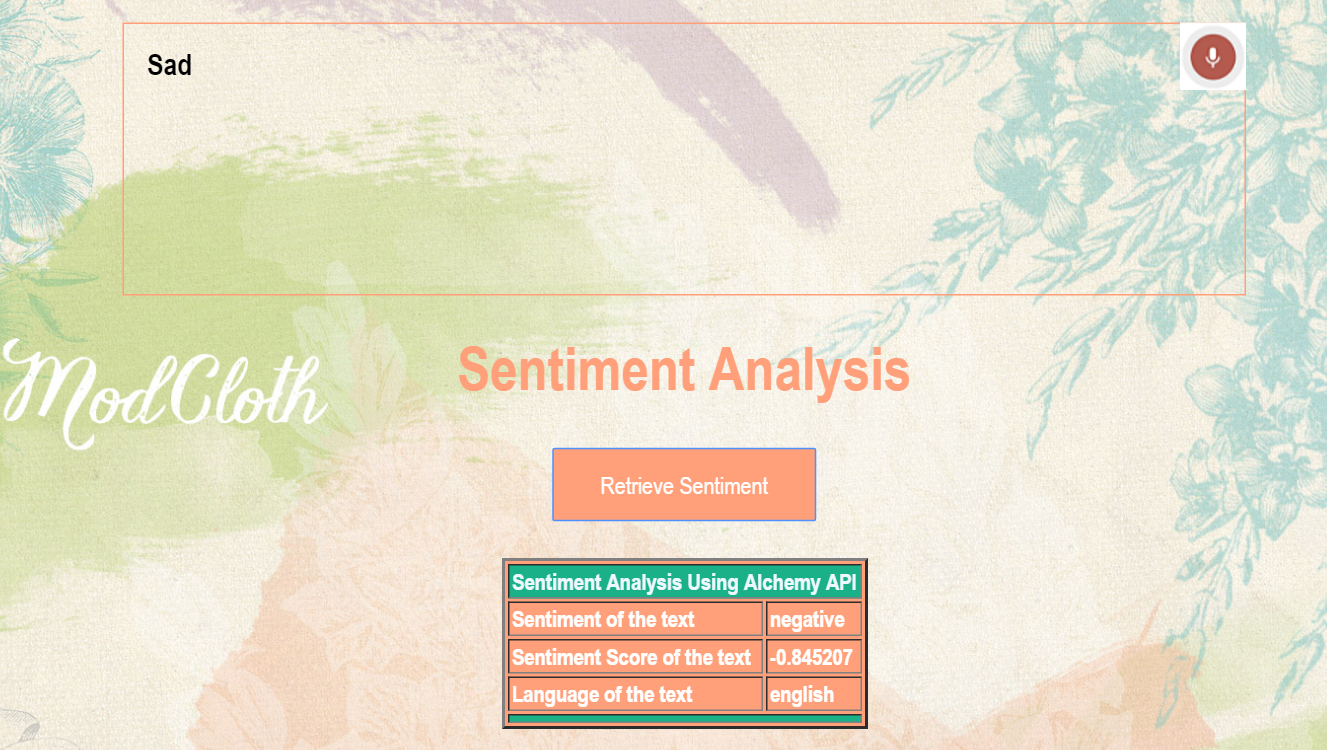 Sad
Sentiment Analysis
ModCloth
Retrieve Sentiment
Sentiment Analysis Using Alchemy API
Sentiment of the text negative
Sentiment Score of the text -0.845207
Language of the text english